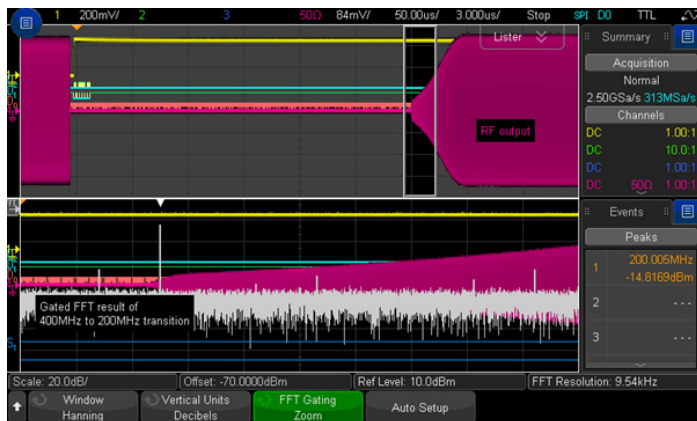 1 200mV/ 2 3 50Ω 84mV/ 50.00us/ 3.000us/ Stop SPI D0 TTL
Lister
Summary
Acquisition
Normal
2.50GSa/s 313MSa/s
Channels
DC 1.00:1
DC 10.0:1
DC 1.00:1
DC 50Ω 1.00:1
RF output
Events
Peaks
1 200.005MHz
-14.8169dBm
2 - - -
3 - - -
Gated FFT result of
400MHz to 200MHz transition
S1
Scale: 20.0dB/ Offset: -70.0000dBm Ref Level: 10.0dBm FFT Resolution: 9.54kHz
Window
Hanning
Vertical Units
Decibels
FFT Gating
Zoom
Auto Setup